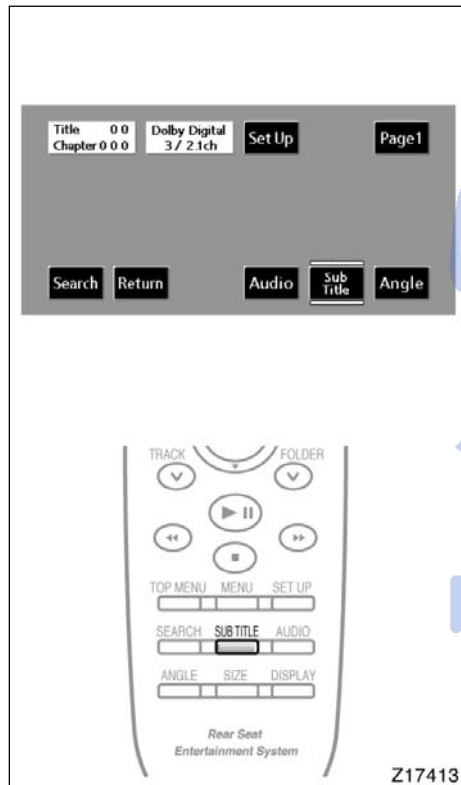 Title 0 0
Chapter 0 0 0
Dolby Digital
3 / 2.1ch
Set Up
Page1
Search
Return
Audio
Sub
Title
Angle
TRACK
FOLDER
TOP MENU MENU SET UP
SEARCH SUB TITLE AUDIO
ANGLE SIZE DISPLAY
Rear Seat
Entertainment System
Z17413